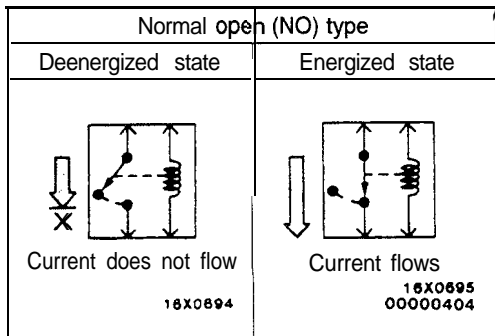 Normal open (NO) type
Deenergized state
Energized state
Current does not flow
16X0694
Current flows
16X0695
00000404